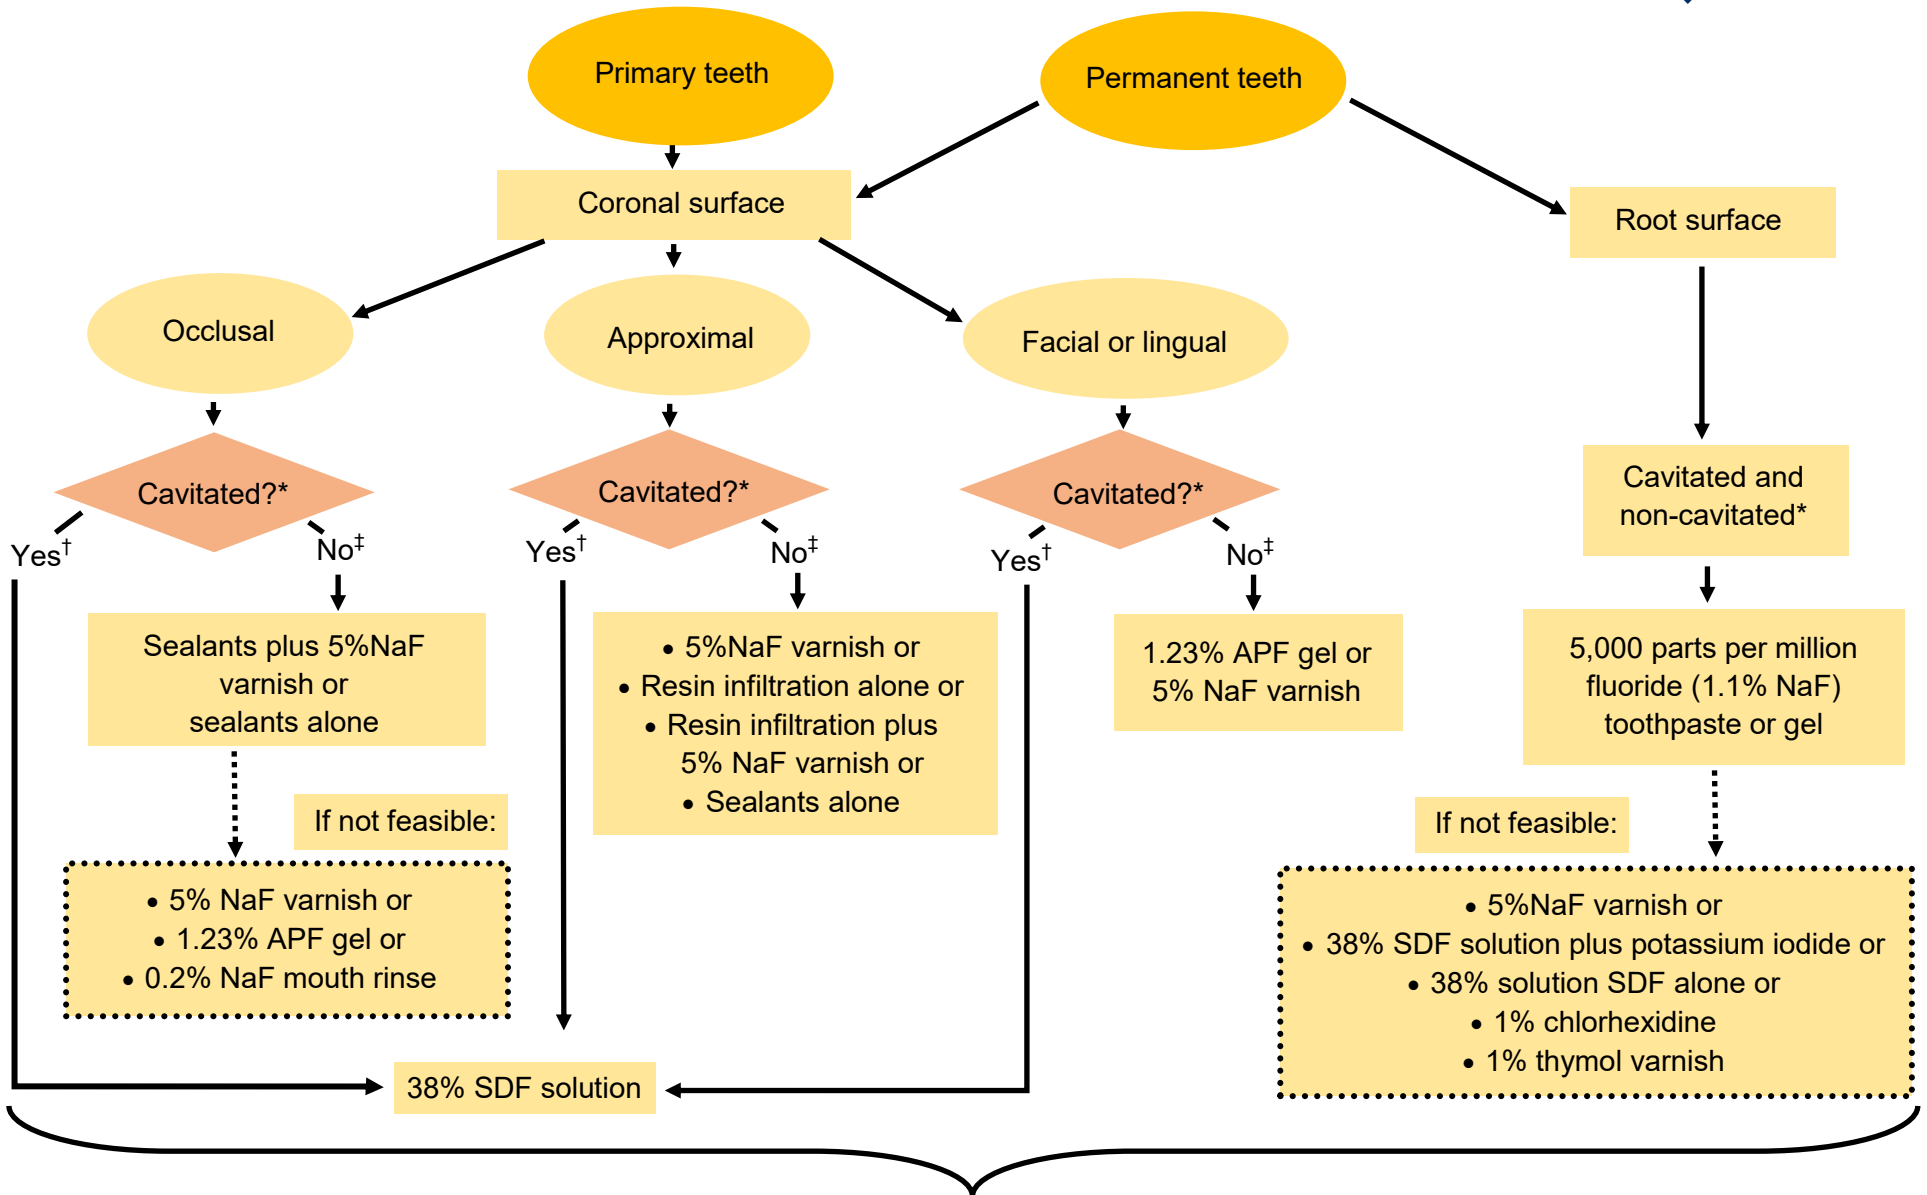 Primary teeth
Permanent teeth
Coronal surface
Root surface
Occlusal
Approximal
Facial or lingual
Cavitated?*
Cavitated?*
Cavitated?*
Cavitated and
non-cavitated*
Yes†
No‡
Yes†
No‡
Yes†
No‡
Sealants plus 5%NaF
varnish or
sealants alone
• 5%NaF varnish or
• Resin infiltration alone or
• Resin infiltration plus
5% NaF varnish or
• Sealants alone
1.23% APF gel or
5% NaF varnish
5,000 parts per million
fluoride (1.1% NaF)
toothpaste or gel
If not feasible:
If not feasible:
• 5% NaF varnish or
• 1.23% APF gel or
• 0.2% NaF mouth rinse
• 5%NaF varnish or
• 38% SDF solution plus potassium iodide or
• 38% solution SDF alone or
• 1% chlorhexidine
• 1% thymol varnish
38% SDF solution